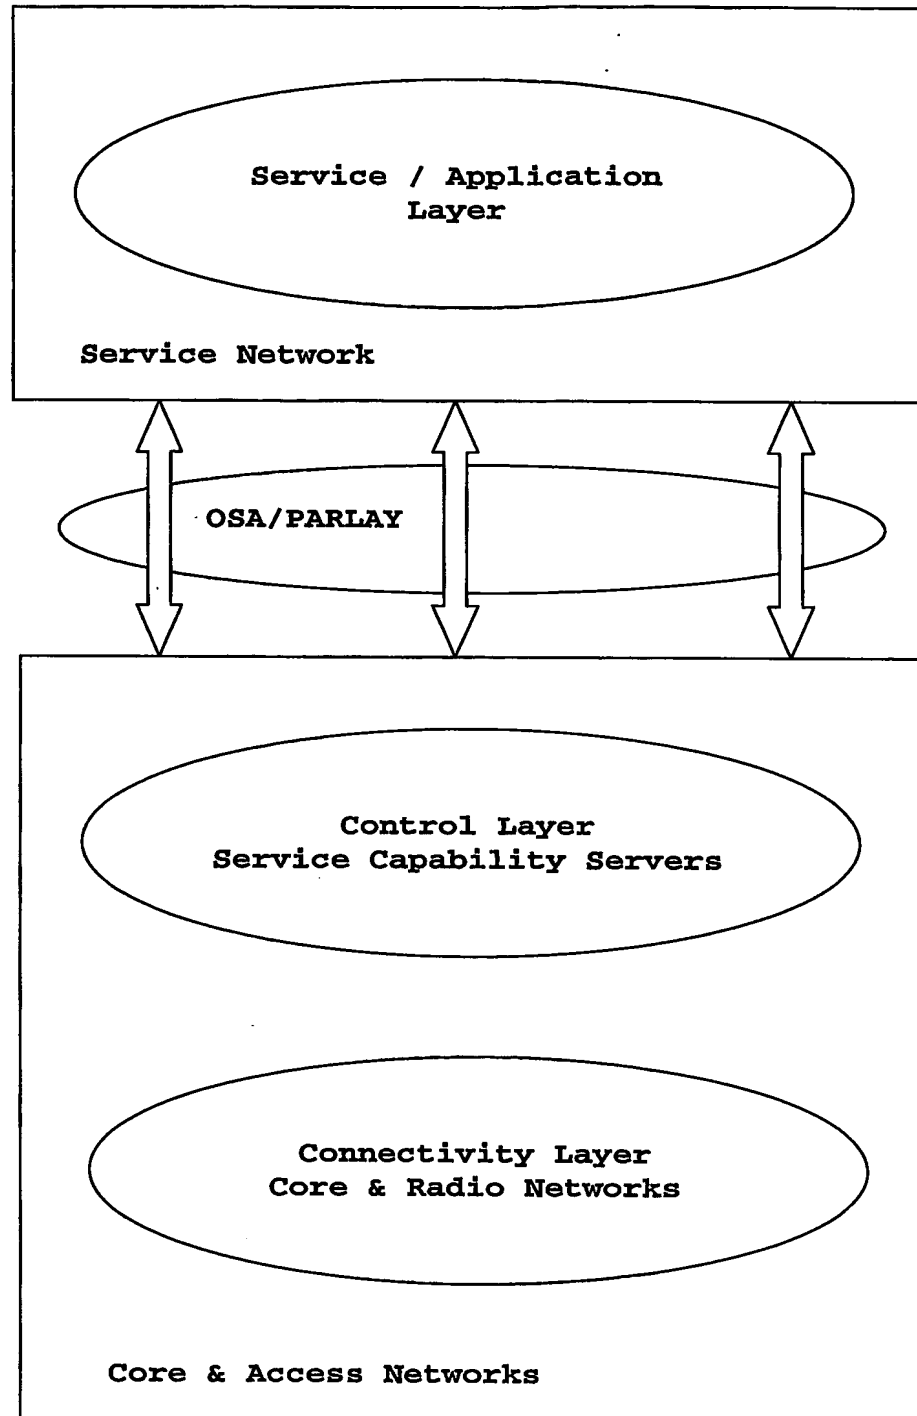 Service / Application
Layer
Service Network
OSA/PARLAY
Control Layer
Service Capability Servers
Connectivity Layer
Core & Radio Networks
Core & Access Networks